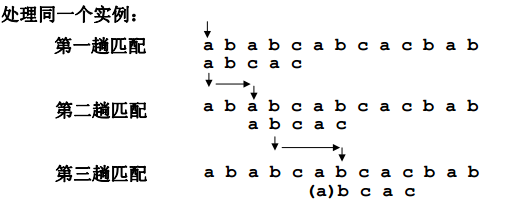 处理同一个实例：
第一趟匹配 a b a b c a b c a c b a b
a b c a c
第二趟匹配 a b a b c a b c a c b a b
a b c a c
第三趟匹配 a b a b c a b c a c b a b
(a)b c a c